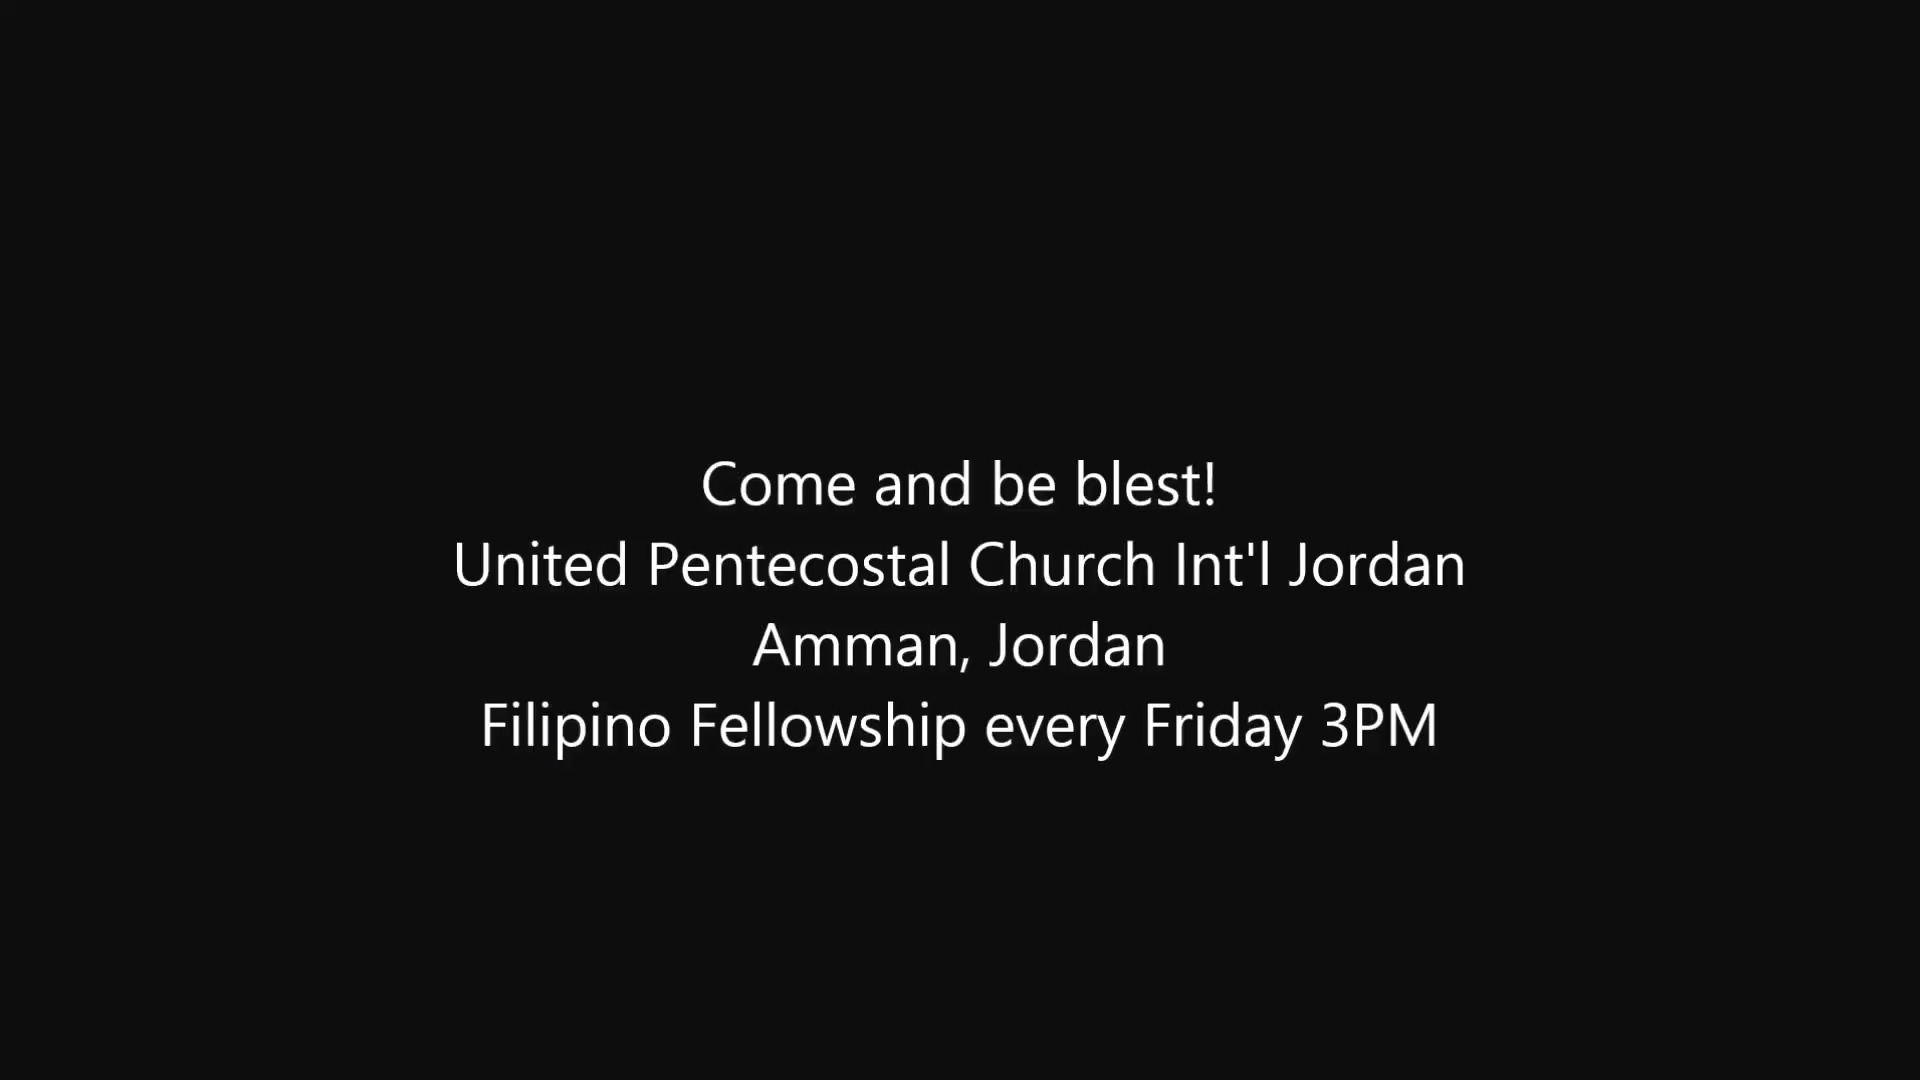 Come and be blest!
United Pentecostal Church Int'l Jordan
Amman, Jordan
Filipino Fellowship every Friday 3PM